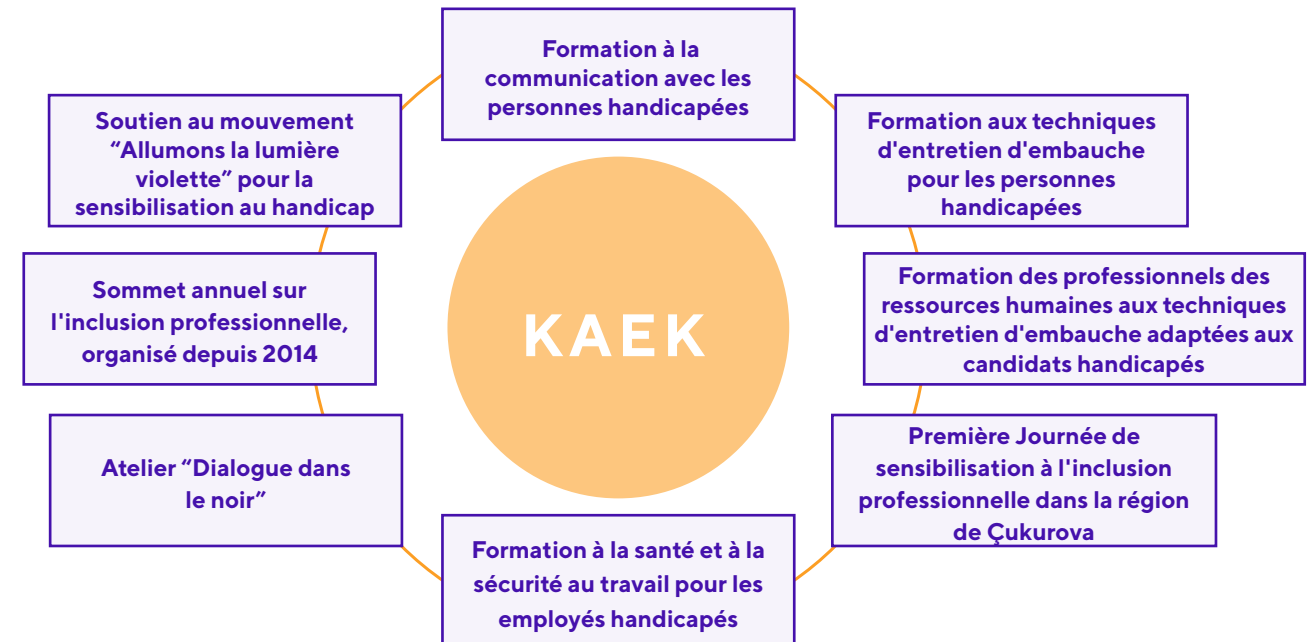 Formation à la
communication avec les
personnes handicapées
Soutien au mouvement
“Allumons la lumière
violette” pour la
sensibilisation au handicap
Formation aux techniques
d'entretien d'embauche
pour les personnes
handicapées
Sommet annuel sur
l'inclusion professionnelle,
organisé depuis 2014
KAEK
Formation des professionnels des
ressources humaines aux techniques
d'entretien d'embauche adaptées aux
candidats handicapés
Atelier “Dialogue dans
le noir”
Première Journée de
sensibilisation à l'inclusion
professionnelle dans la région
de Çukurova
Formation à la santé et à la
sécurité au travail pour les
employés handicapés